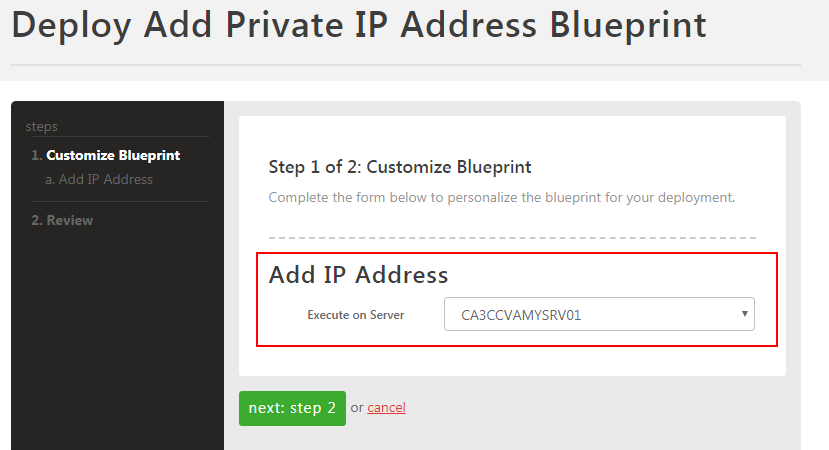 Deploy Add Private IP Address Blueprint
steps
1. Customize Blueprint
a. Add IP Address
2. Review
Step 1 of 2: Customize Blueprint
Complete the form below to personalize the blueprint for your deployment.
Add IP Address
Execute on Server CA3CCVAMYSRV01
next: step 2 or cancel